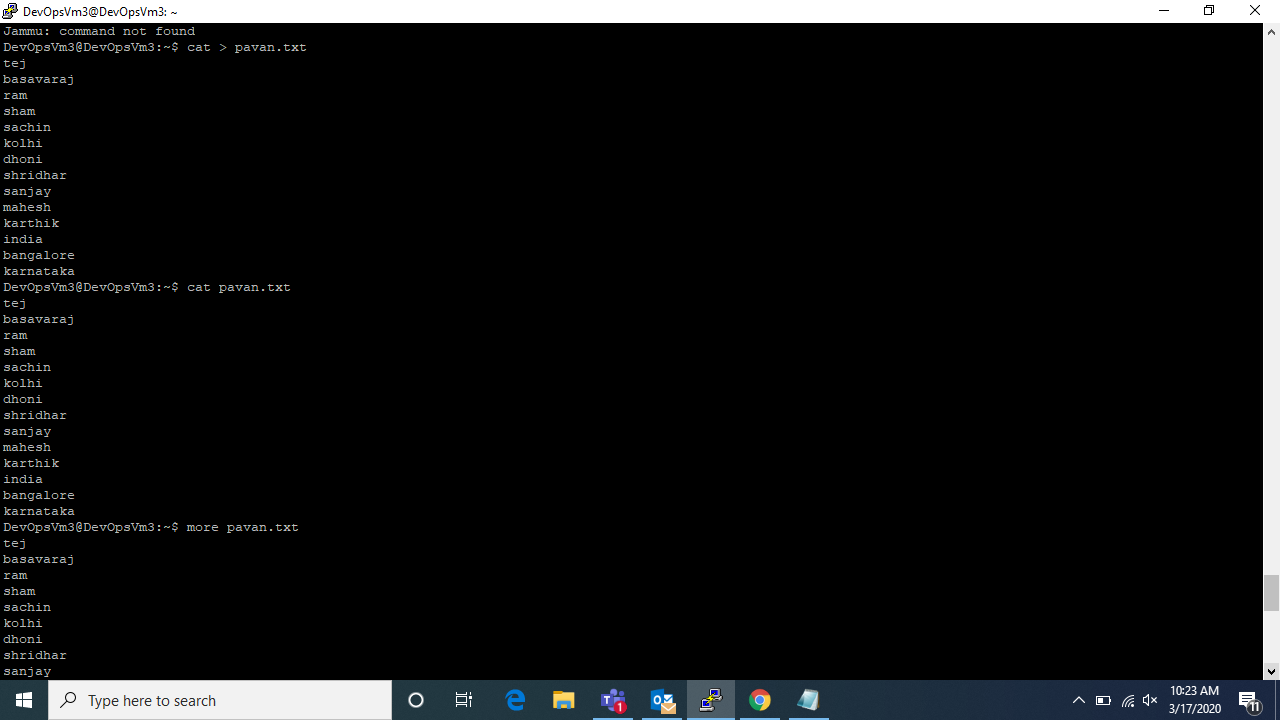 DevOpsVm3@DevOpsVm3: ~
Jammu: command not found
DevOpsVm3@DevOpsVm3:~$ cat > pavan.txt
tej
basavaraj
ram
sham
sachin
kolhi
dhoni
shridhar
sanjay
mahesh
karthik
india
bangalore
karnataka
DevOpsVm3@DevOpsVm3:~$ cat pavan.txt
tej
basavaraj
ram
sham
sachin
kolhi
dhoni
shridhar
sanjay
mahesh
karthik
india
bangalore
karnataka
DevOpsVm3@DevOpsVm3:~$ more pavan.txt
tej
basavaraj
ram
sham
sachin
kolhi
dhoni
shridhar
sanjay
Type here to search
1
10:23 AM
3/17/2020
11